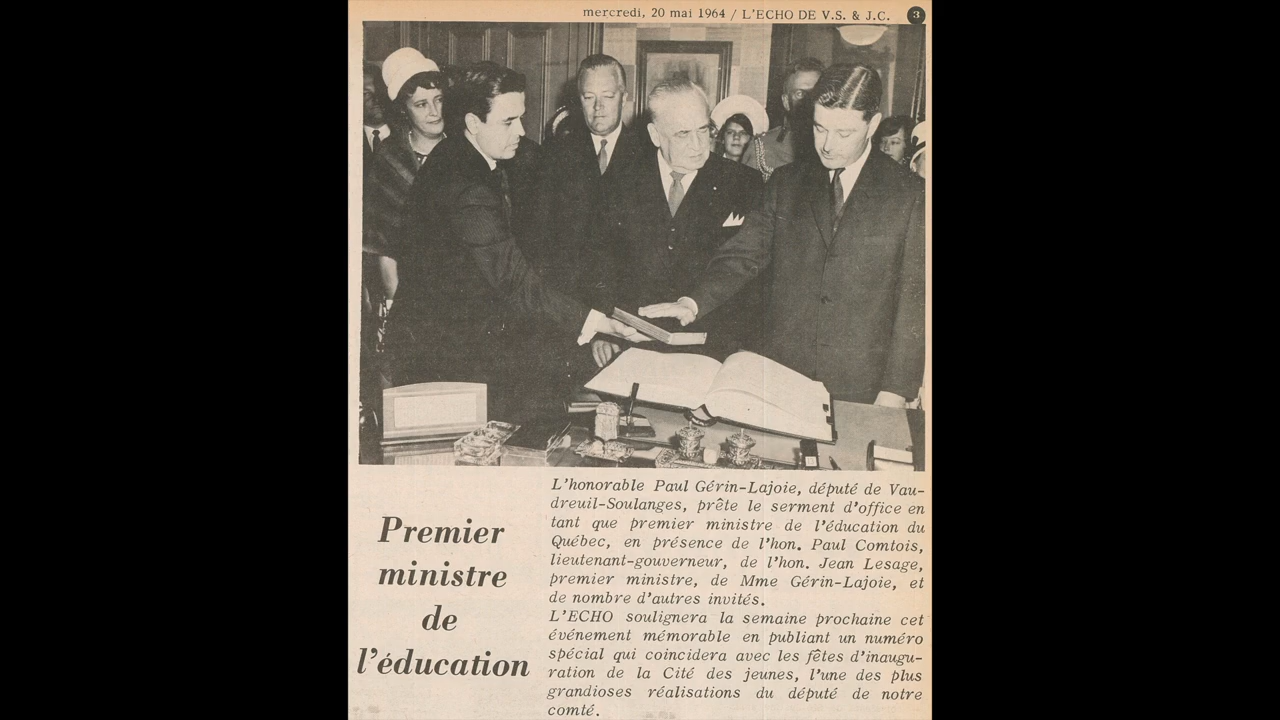 mercredi, 20 mai 1964 / L'ECHO DE V.S. & J.C. 3
Premier
ministre
de
l'éducation
L'honorable Paul Gérin-Lajoie, député de Vau-
dreuil-Soulanges, prête le serment d'office en
tant que premier ministre de l'éducation du
Québec, en présence de l'hon. Paul Comtois,
lieutenant-gouverneur, de l'hon. Jean Lesage,
premier ministre, de Mme Gérin-Lajoie, et
de nombre d'autres invités.
L'ECHO soulignera la semaine prochaine cet
événement mémorable en publiant un numéro
spécial qui coincidera avec les fêtes d'inaugu-
ration de la Cité des jeunes, l'une des plus
grandioses réalisations du député de notre
comté.